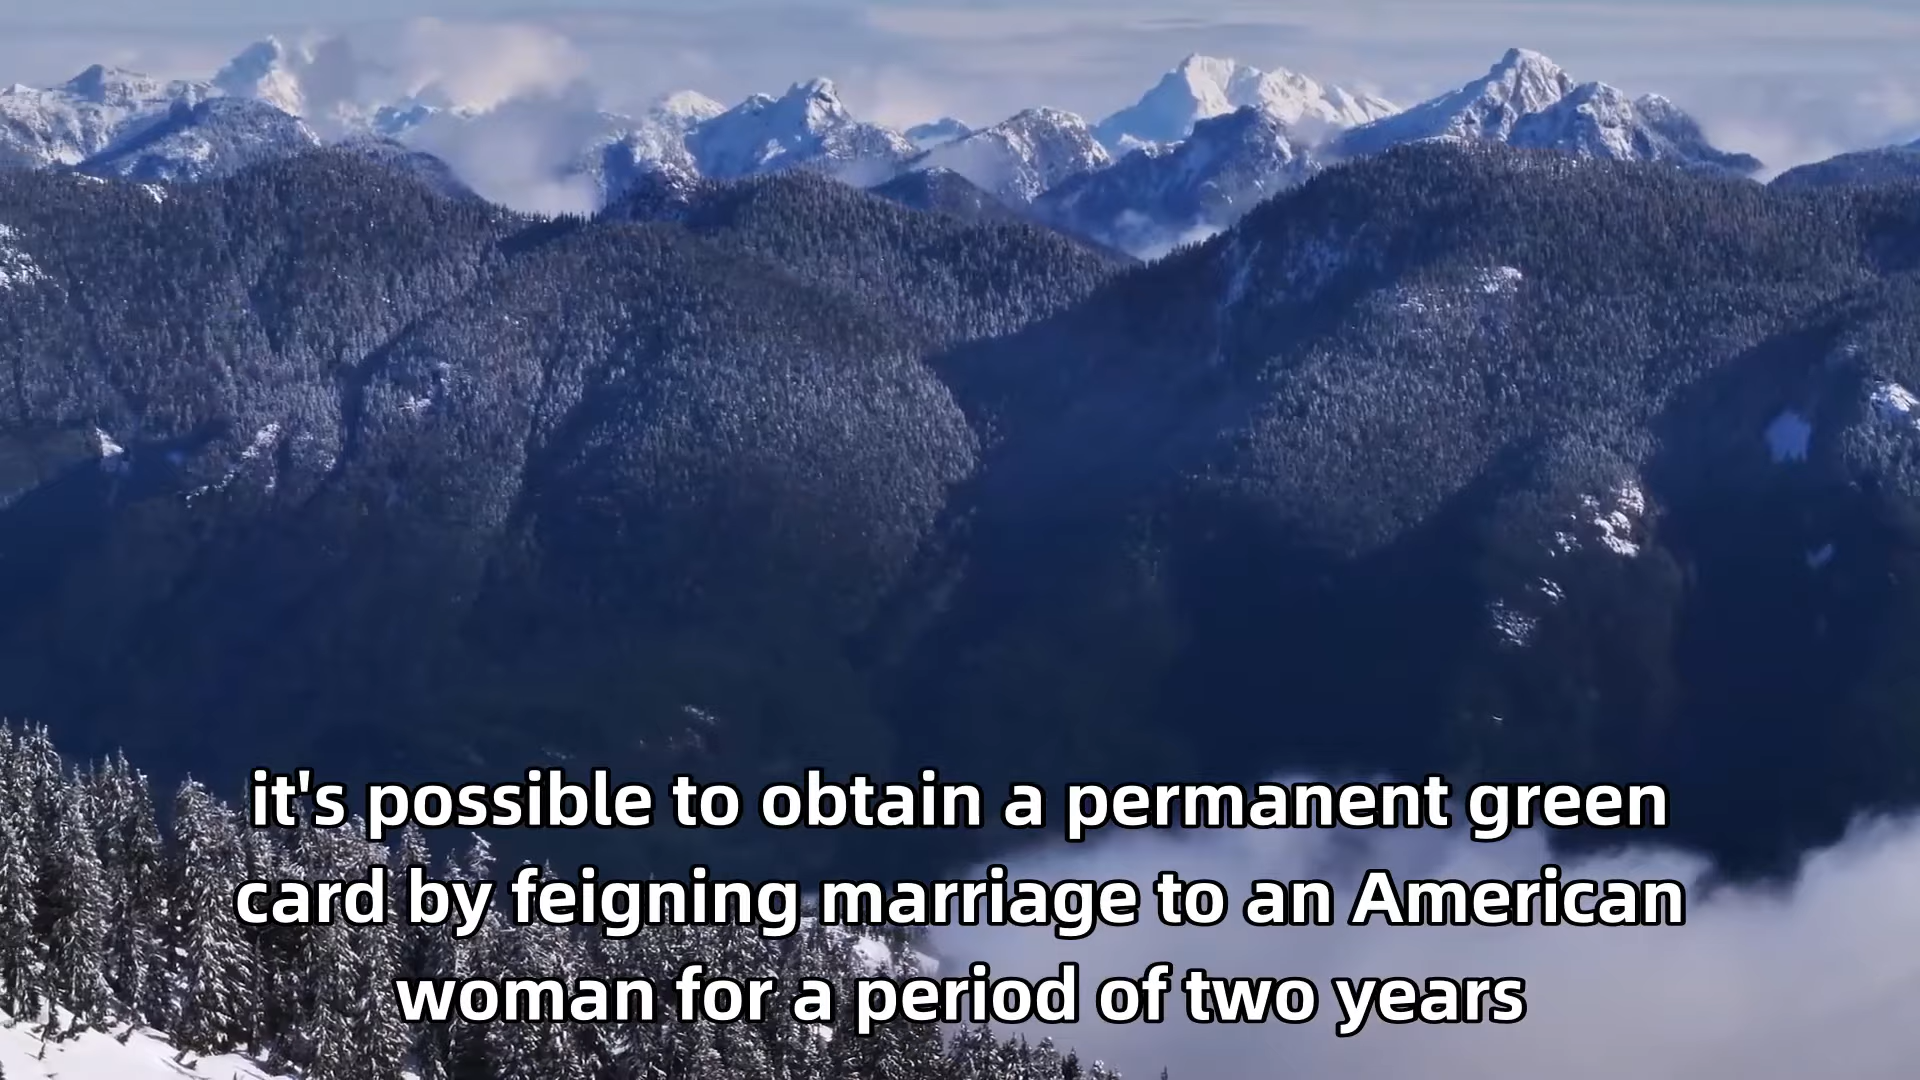 it's possible to obtain a permanent green
card by feigning marriage to an American
woman for a period of two years